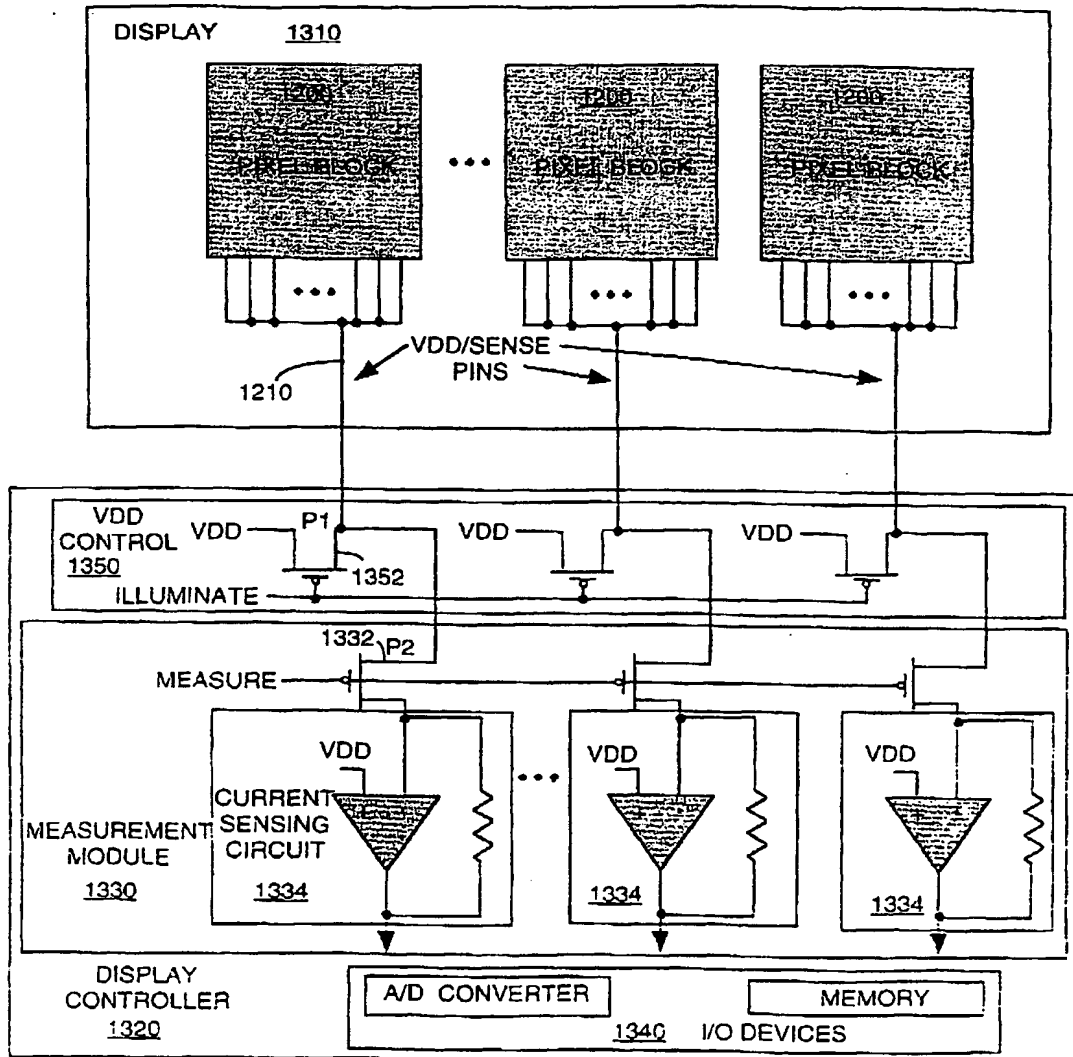 DISPLAY 1310
1200 1200 1200
PIXEL BLOCK PIXEL BLOCK PIXEL BLOCK
VDD/SENSE
PINS
1210
VDD
CONTROL
1350
VDD P1 VDD VDD
1352
ILLUMINATE
1332
P2
MEASURE
VDD VDD VDD
CURRENT
SENSING
CIRCUIT
1334 1334 1334
MEASUREMENT
MODULE
1330
DISPLAY
CONTROLLER
1320
A/D CONVERTER MEMORY
1340 I/O DEVICES